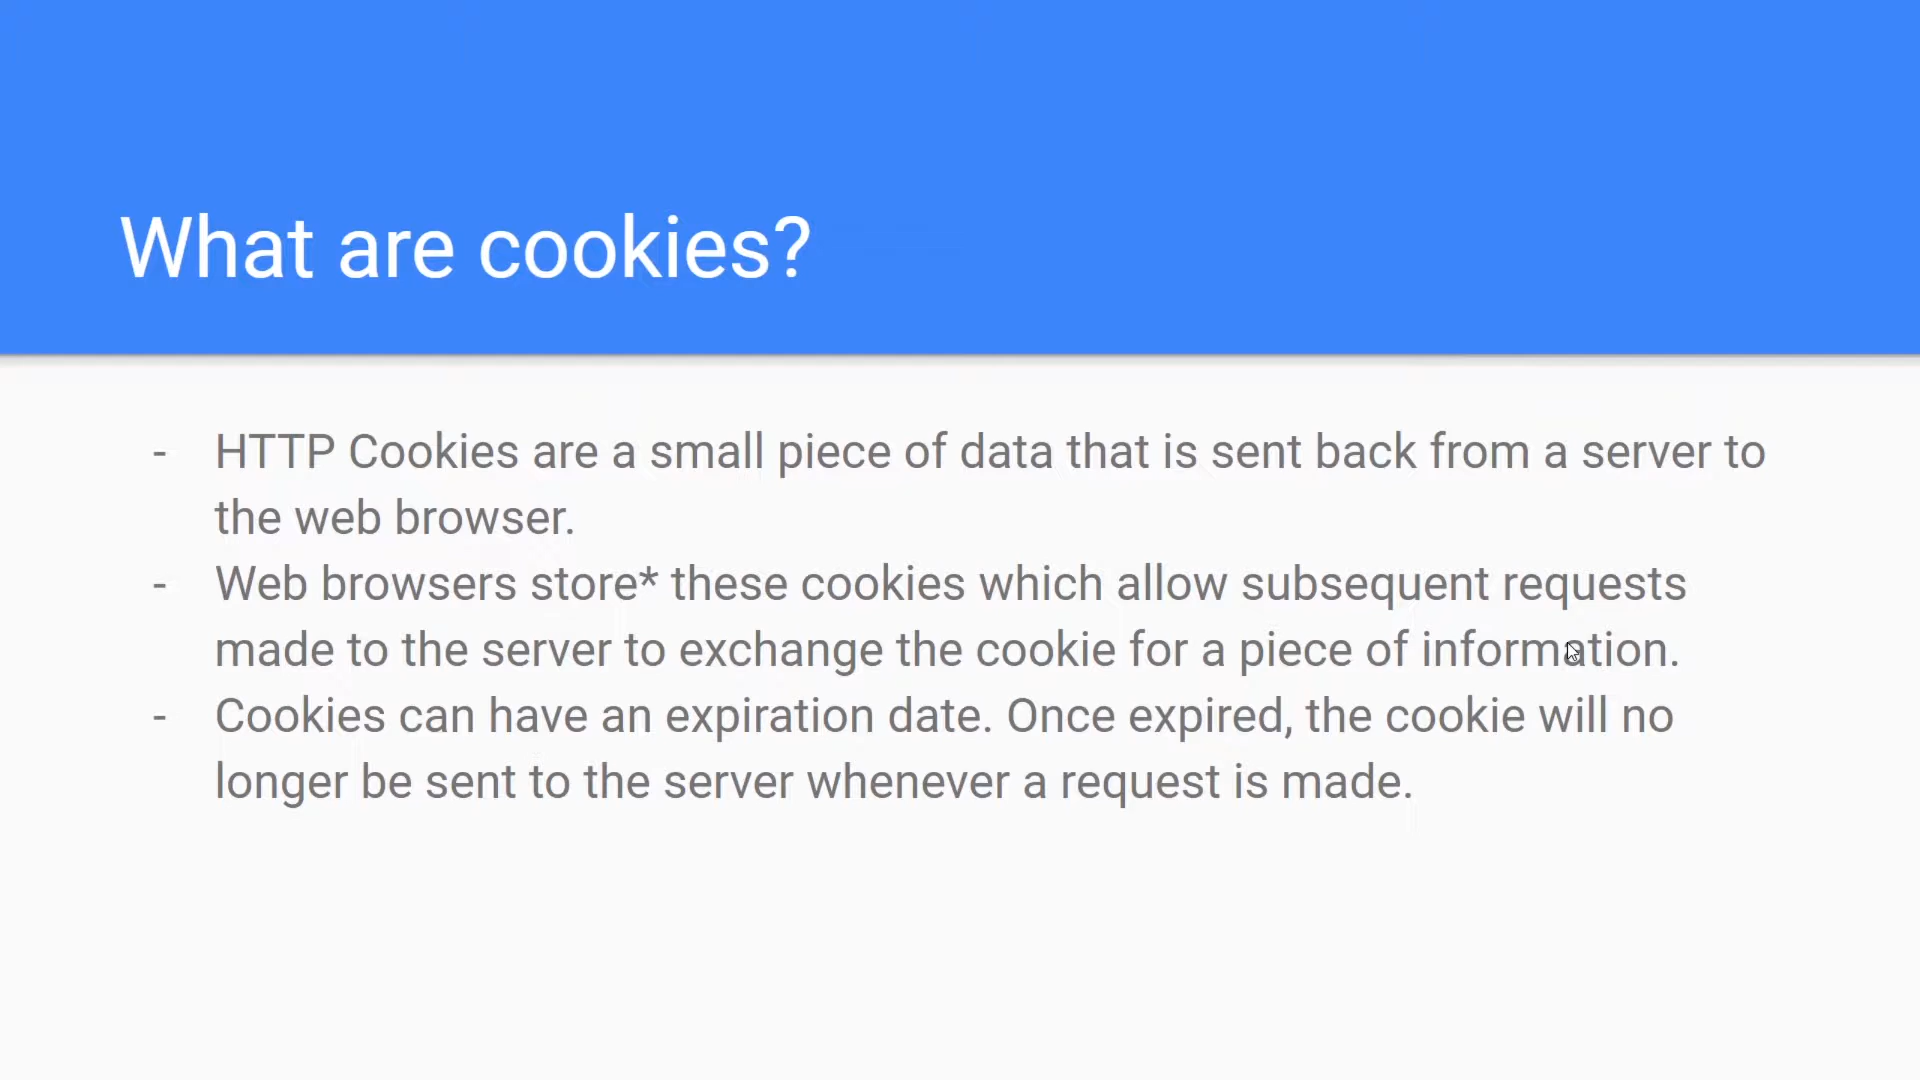 What are cookies?
- HTTP Cookies are a small piece of data that is sent back from a server to
the web browser.
- Web browsers store* these cookies which allow subsequent requests
made to the server to exchange the cookie for a piece of information.
- Cookies can have an expiration date. Once expired, the cookie will no
longer be sent to the server whenever a request is made.